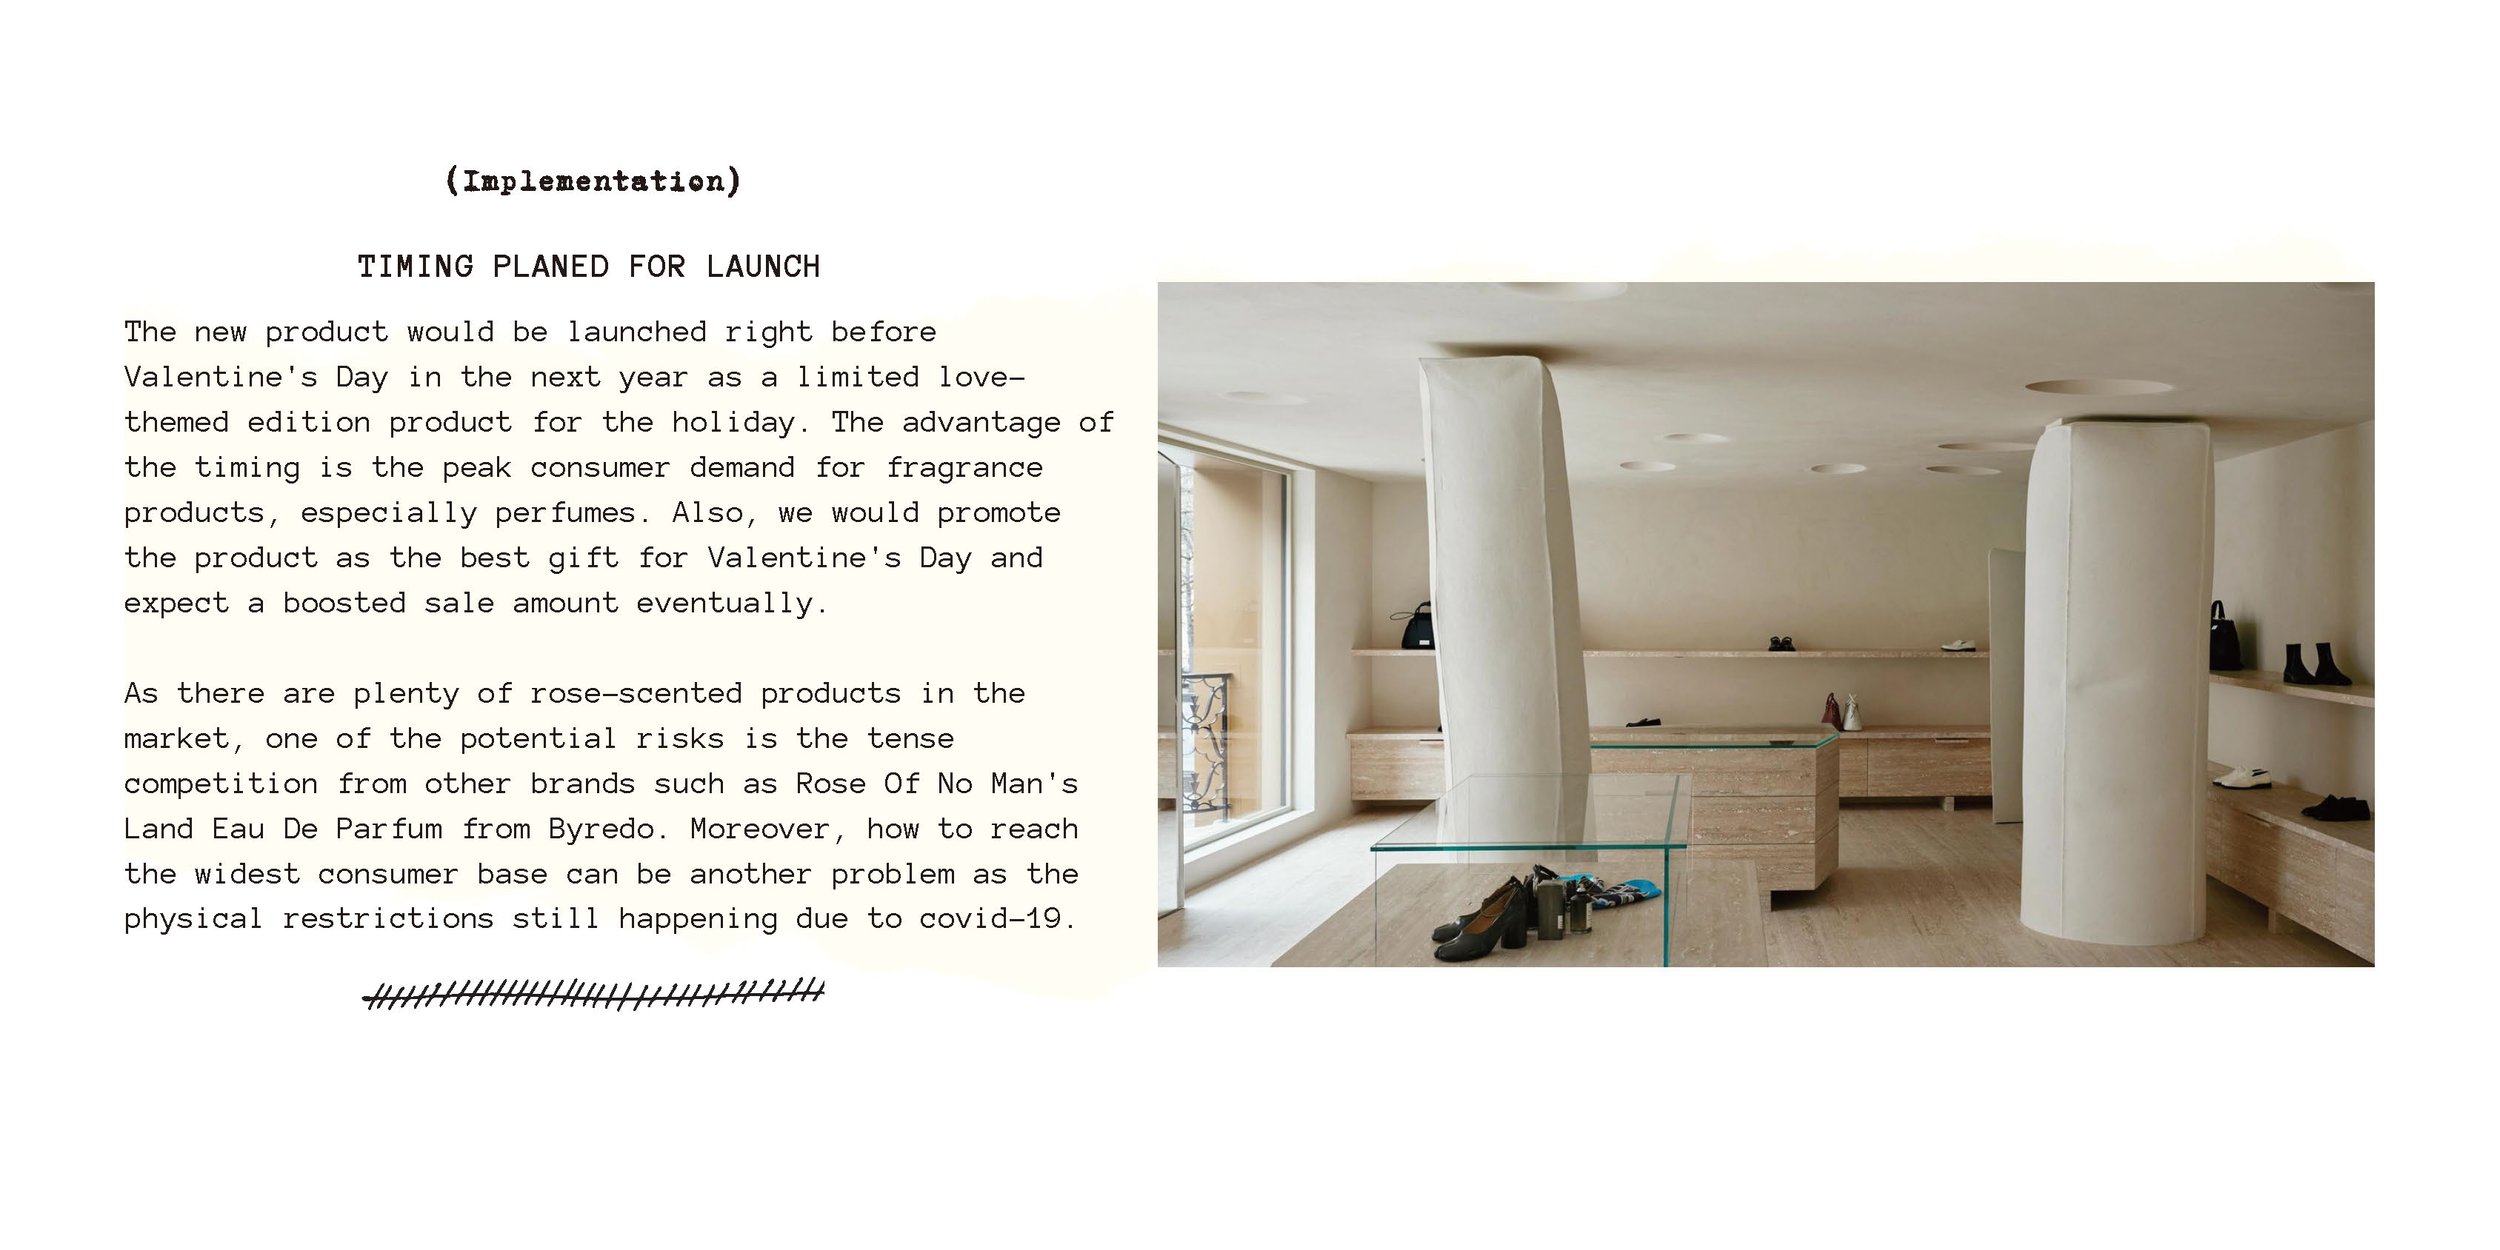 (Implementation)
TIMING PLANED FOR LAUNCH
The new product would be launched right before
Valentine's Day in the next year as a limited love-
themed edition product for the holiday. The advantage of
the timing is the peak consumer demand for fragrance
products, especially perfumes. Also, we would promote
the product as the best gift for Valentine's Day and
expect a boosted sale amount eventually.
As there are plenty of rose-scented products in the
market, one of the potential risks is the tense
competition from other brands such as Rose Of No Man's
Land Eau De Parfum from Byredo. Moreover, how to reach
the widest consumer base can be another problem as the
physical restrictions still happening due to covid-19.